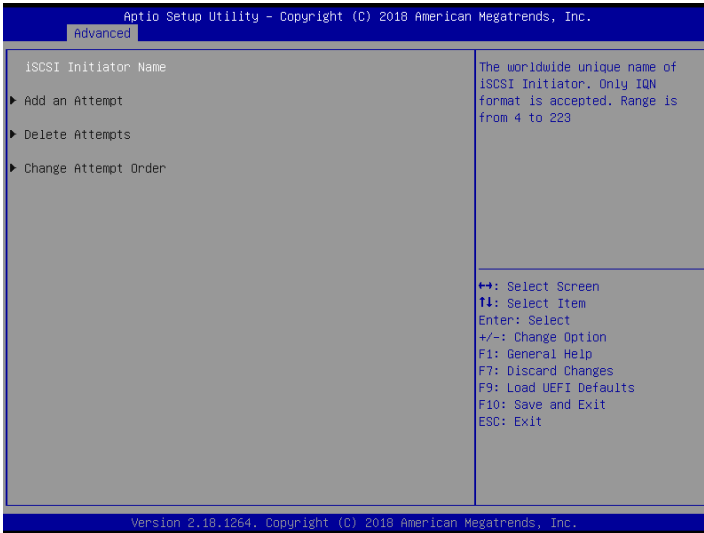 Aptio Setup Utility – Copyright (C) 2018 American Megatrends, Inc.
Advanced
iSCSI Initiator Name
▶ Add an Attempt
▶ Delete Attempts
▶ Change Attempt Order
The worldwide unique name of
iSCSI Initiator. Only IQN
format is accepted. Range is
from 4 to 223
↔: Select Screen
↑↓: Select Item
Enter: Select
+/-: Change Option
F1: General Help
F7: Discard Changes
F9: Load UEFI Defaults
F10: Save and Exit
ESC: Exit
Version 2.18.1264. Copyright (C) 2018 American Megatrends, Inc.